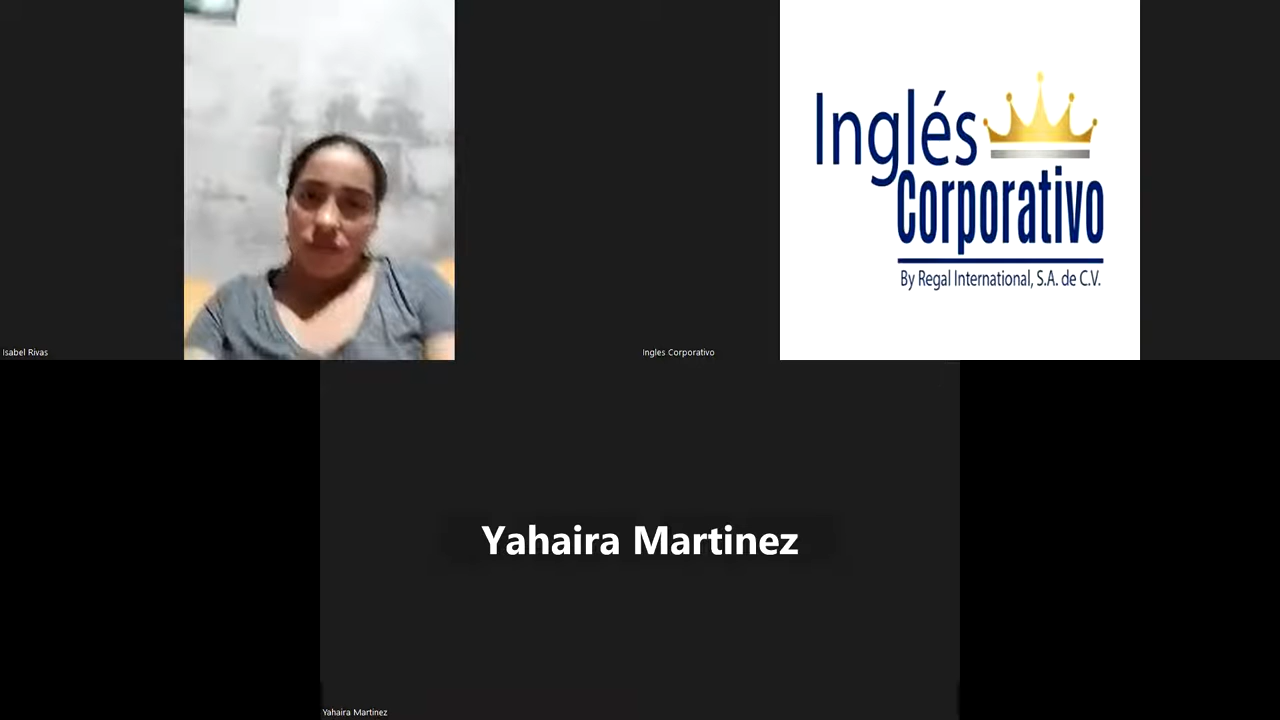 Inglés
Corporativo
By Regal International, S.A. de C.V.
Isabel Rivas
Ingles Corporativo
Yahaira Martinez
Yahaira Martinez